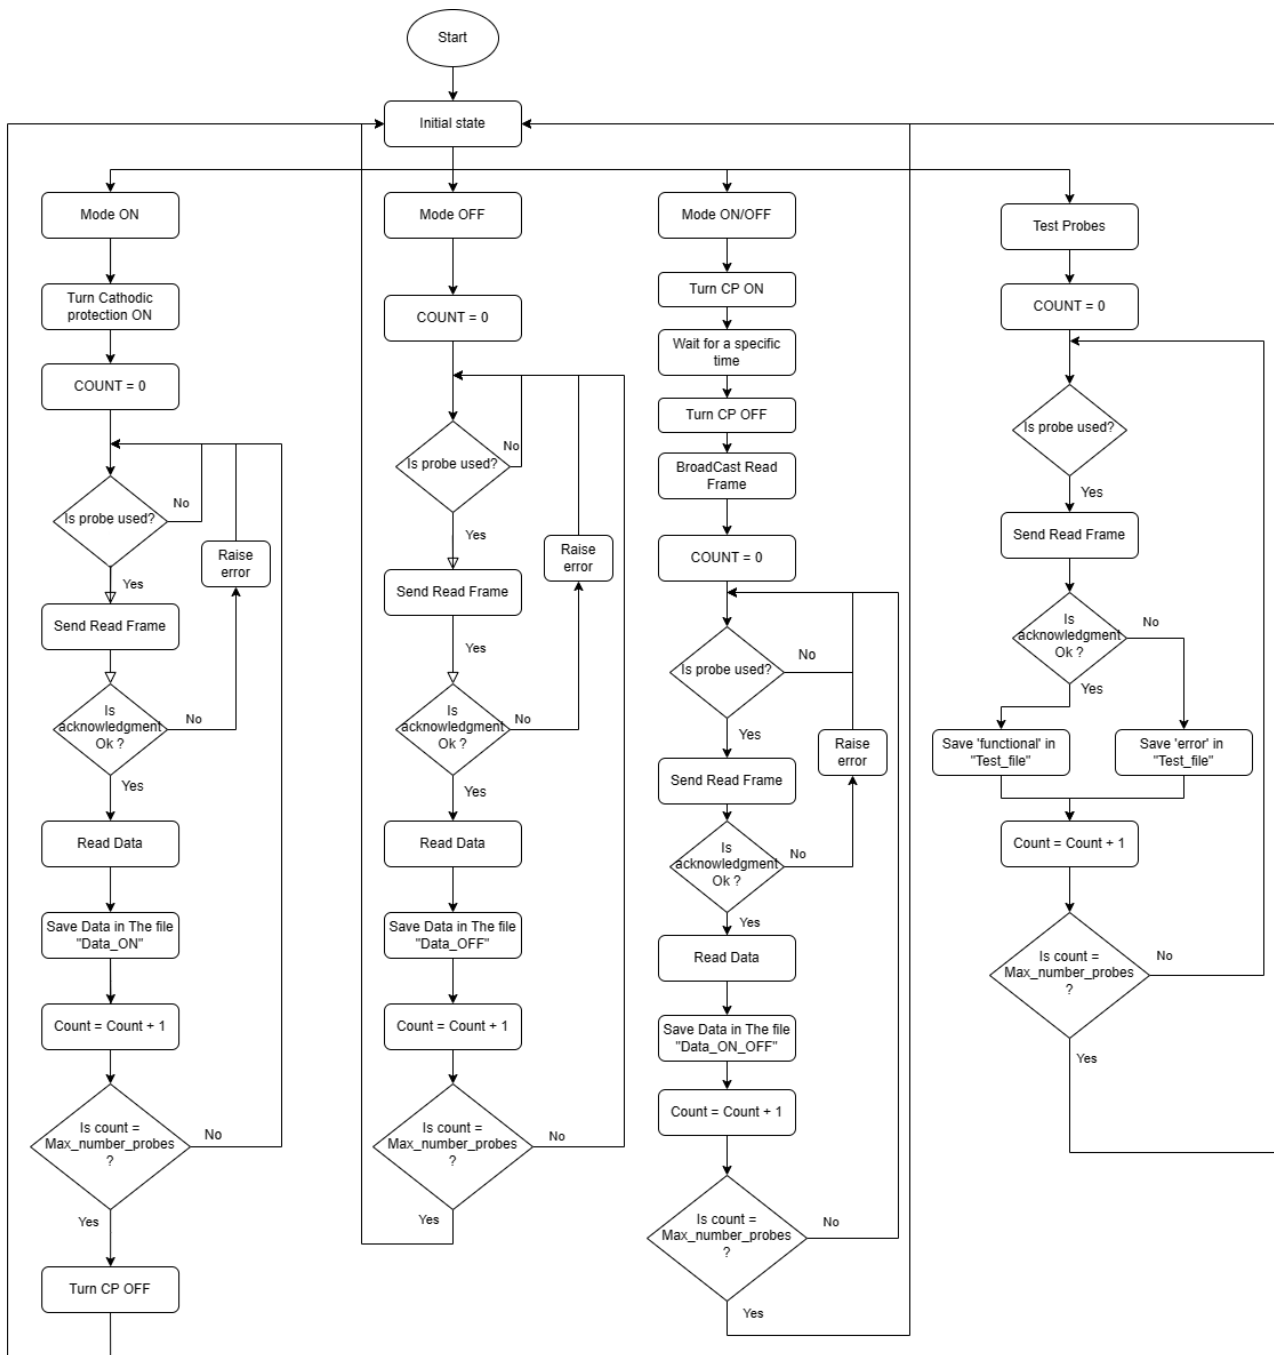 Start
Initial state
Mode ON
Turn Cathodic
protection ON
COUNT = 0
Is probe used?
No
Yes
Raise
error
Send Read Frame
Is
acknowledgment
Ok ?
No
Yes
Read Data
Save Data in The file
"Data_ON"
Count = Count + 1
Is count =
Max_number_probes
?
No
Yes
Turn CP OFF
Mode OFF
COUNT = 0
Is probe used?
No
Yes
Raise
error
Send Read Frame
Yes
Is
acknowledgment
Ok ?
No
Yes
Read Data
Save Data in The file
"Data_OFF"
Count = Count + 1
Is count =
Max_number_probes
?
No
Yes
Mode ON/OFF
Turn CP ON
Wait for a specific
time
Turn CP OFF
BroadCast Read
Frame
COUNT = 0
Is probe used?
No
Yes
Raise
error
Send Read Frame
Is
acknowledgment
Ok ?
No
Yes
Read Data
Save Data in The file
"Data_ON_OFF"
Count = Count + 1
Is count =
Max_number_probes
?
No
Yes
Test Probes
COUNT = 0
Is probe used?
Yes
Send Read Frame
Is
acknowledgment
Ok ?
No
Yes
Save 'functional' in
"Test_file"
Save 'error' in
"Test_file"
Count = Count + 1
Is count =
Max_number_probes
?
No
Yes